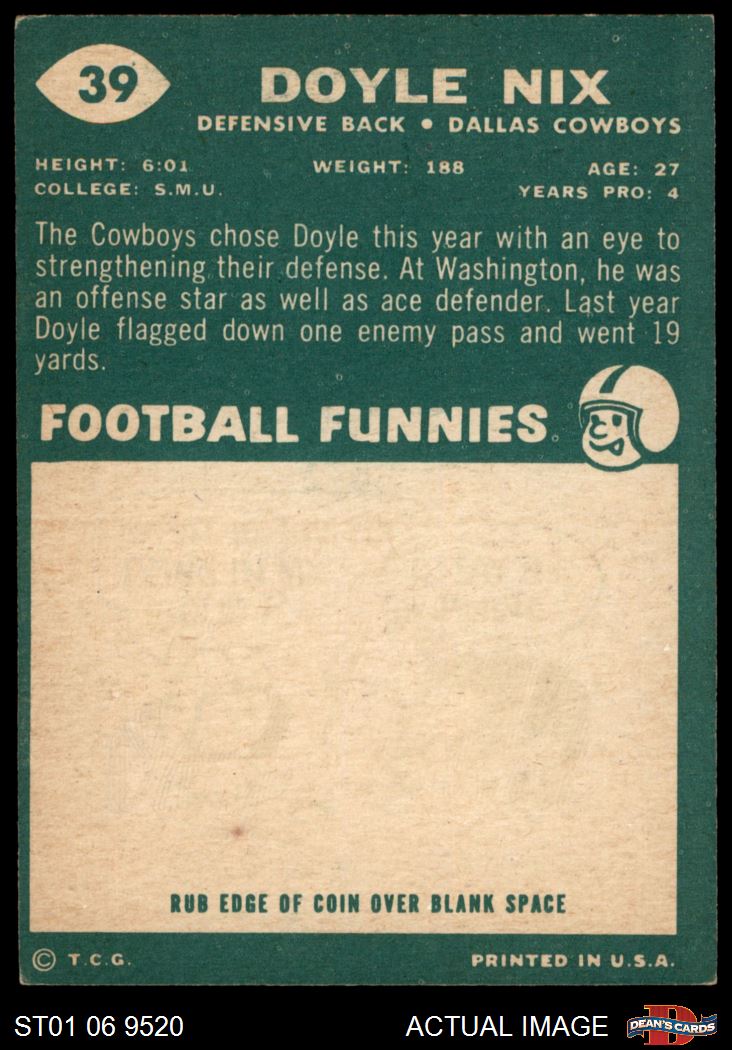 39
DOYLE NIX
DEFENSIVE BACK • DALLAS COWBOYS
HEIGHT: 6:01 WEIGHT: 188 AGE: 27
COLLEGE: S.M.U. YEARS PRO: 4
The Cowboys chose Doyle this year with an eye to
strengthening their defense. At Washington, he was
an offense star as well as ace defender. Last year
Doyle flagged down one enemy pass and went 19
yards.
FOOTBALL FUNNIES
RUB EDGE OF COIN OVER BLANK SPACE
© T.C.G. PRINTED IN U.S.A.
ST01 06 9520 ACTUAL IMAGE
DEAN'S CARDS